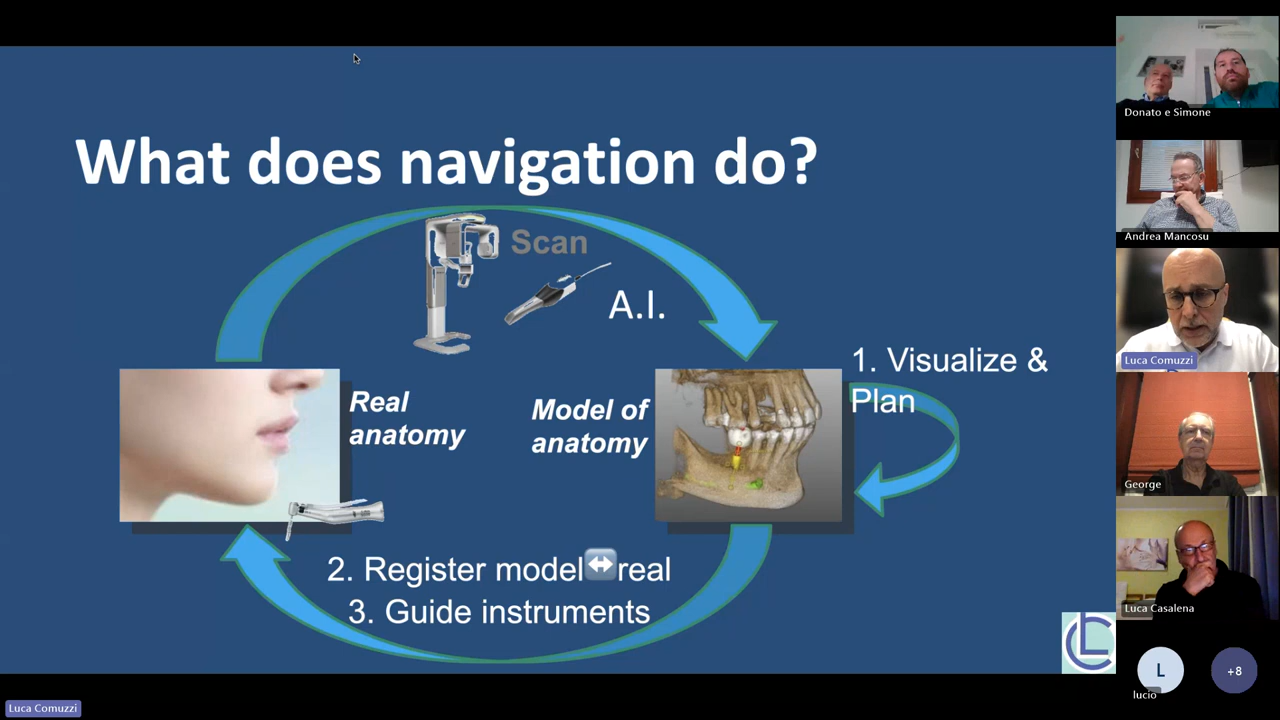 What does navigation do?
Scan
A.I.
1. Visualize &
Plan
Real
anatomy
Model of
anatomy
2. Register model↔real
3. Guide instruments
LC
Donato e Simone
Andrea Mancosu
Luca Comuzzi
George
Luca Casalena
L
+8
lucio
Luca Comuzzi